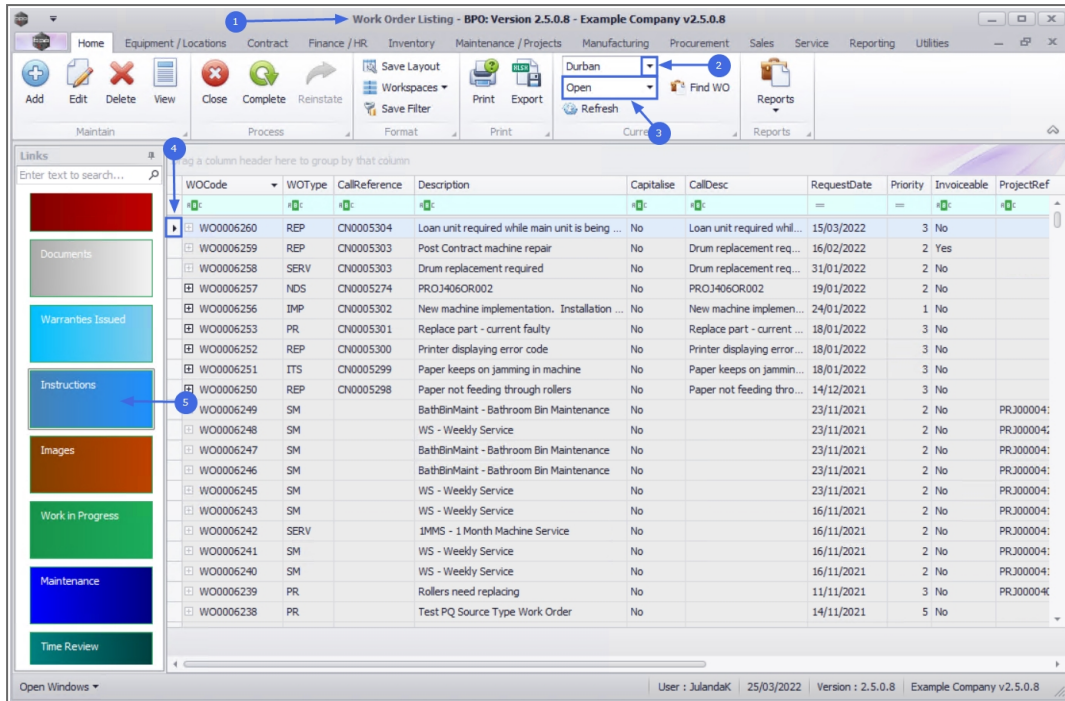 1
Work Order Listing - BPO: Version 2.5.0.8 - Example Company v2.5.0.8
Home Equipment / Locations Contract Finance / HR Inventory Maintenance / Projects Manufacturing Procurement Sales Service Reporting Utilities
Add Edit Delete View
Maintain
Close Complete Reinstate
Process
Save Layout
Workspaces
Save Filter
Format
Print Export
Print
Durban
2
Open
Find WO
Refresh
3
Reports
Reports
Links
4
Enter text to search...
Documents
Warranties Issued
Instructions
5
Images
Work in Progress
Maintenance
Time Review
a column header here to group by that column
WOCode WOType CallReference Description Capitalise CallDesc RequestDate Priority Invoiceable ProjectRef
WO0006260 REP CN0005304 Loan unit required while main unit is being ... No Loan unit required whil... 15/03/2022 3 No
WO0006259 REP CN0005303 Post Contract machine repair No Drum replacement req... 16/02/2022 2 Yes
WO0006258 SERV CN0005303 Drum replacement required No Drum replacement req... 31/01/2022 2 No
WO0006257 NDS CN0005274 PROJ406OR002 No PROJ406OR002 19/01/2022 2 No
WO0006256 IMP CN0005302 New machine implementation. Installation ... No New machine implemen... 24/01/2022 1 No
WO0006253 PR CN0005301 Replace part - current faulty No Replace part - current ... 18/01/2022 3 No
WO0006252 REP CN0005300 Printer displaying error code No Printer displaying error... 18/01/2022 3 No
WO0006251 ITS CN0005299 Paper keeps on jamming in machine No Paper keeps on jammin... 18/01/2022 3 No
WO0006250 REP CN0005298 Paper not feeding through rollers No Paper not feeding thro... 14/12/2021 3 No
WO0006249 SM BathBinMaint - Bathroom Bin Maintenance No 23/11/2021 2 No PRJ000041
WO0006248 SM WS - Weekly Service No 23/11/2021 2 No PRJ000042
WO0006247 SM BathBinMaint - Bathroom Bin Maintenance No 23/11/2021 2 No PRJ000041
WO0006246 SM BathBinMaint - Bathroom Bin Maintenance No 23/11/2021 2 No PRJ000041
WO0006245 SM WS - Weekly Service No 23/11/2021 2 No PRJ000041
WO0006243 SM WS - Weekly Service No 16/11/2021 2 No PRJ000041
WO0006242 SERV 1MMS - 1 Month Machine Service No 16/11/2021 2 No PRJ000041
WO0006241 SM WS - Weekly Service No 16/11/2021 2 No PRJ000041
WO0006240 SM WS - Weekly Service No 16/11/2021 2 No PRJ000041
WO0006239 PR Rollers need replacing No 11/11/2021 3 No PRJ000040
WO0006238 PR Test PQ Source Type Work Order No 14/11/2021 5 No
Open Windows User : JulandaK 25/03/2022 Version : 2.5.0.8 Example Company v2.5.0.8